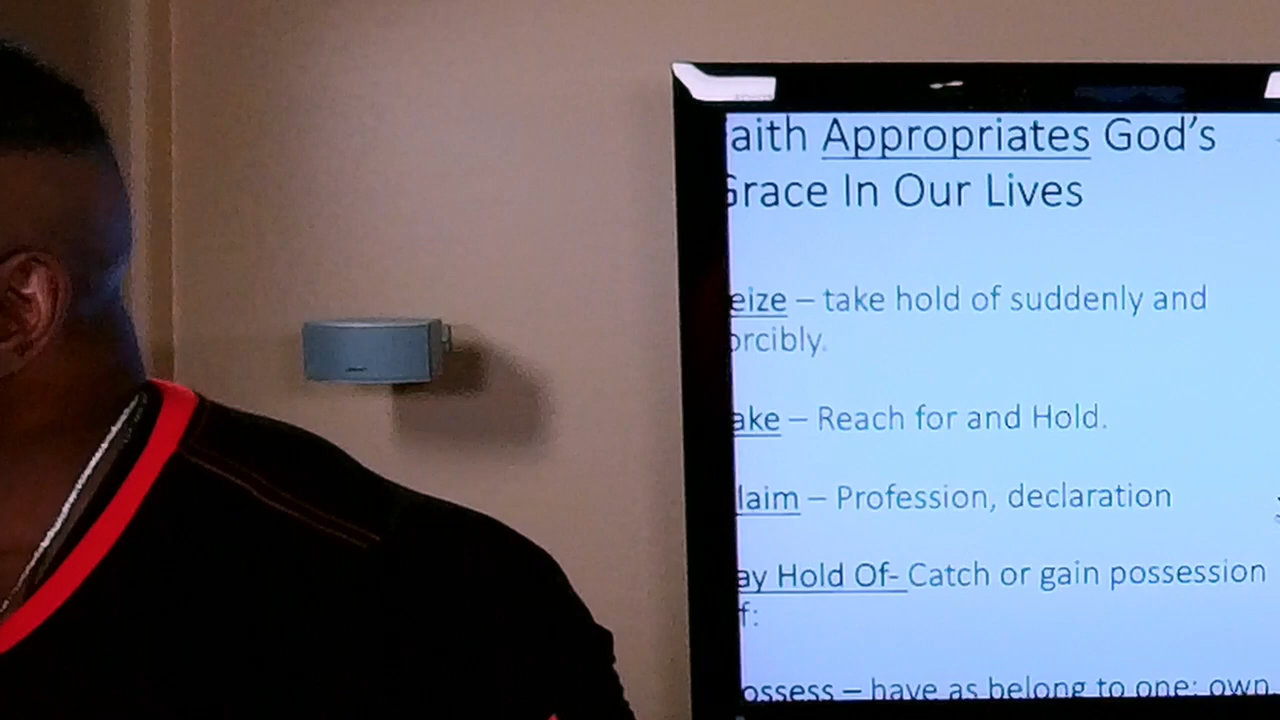 aith Appropriates God's
Grace In Our Lives
eize – take hold of suddenly and
orcibly.
ake – Reach for and Hold.
laim – Profession, declaration
ay Hold Of- Catch or gain possession
f:
ossess – have as belong to one; own